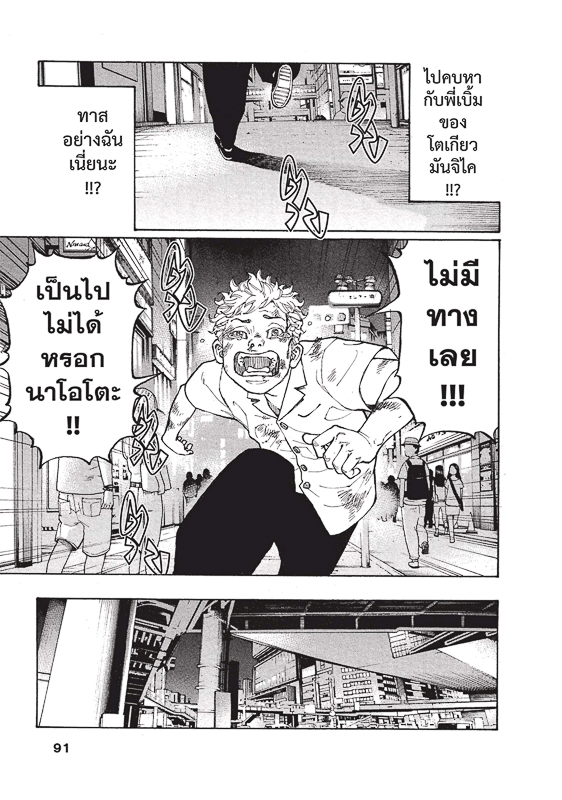 ไปคบหา
กับพี่เบิ้ม
ของ
โตเกียว
มันจิไค
!!?
ทาส
อย่างฉัน
เนี่ยนะ
!!?
ไม่มี
ทาง
เลย
!!!
เป็นไป
ไม่ได้
หรอก
นาโอโตะ
!!
91